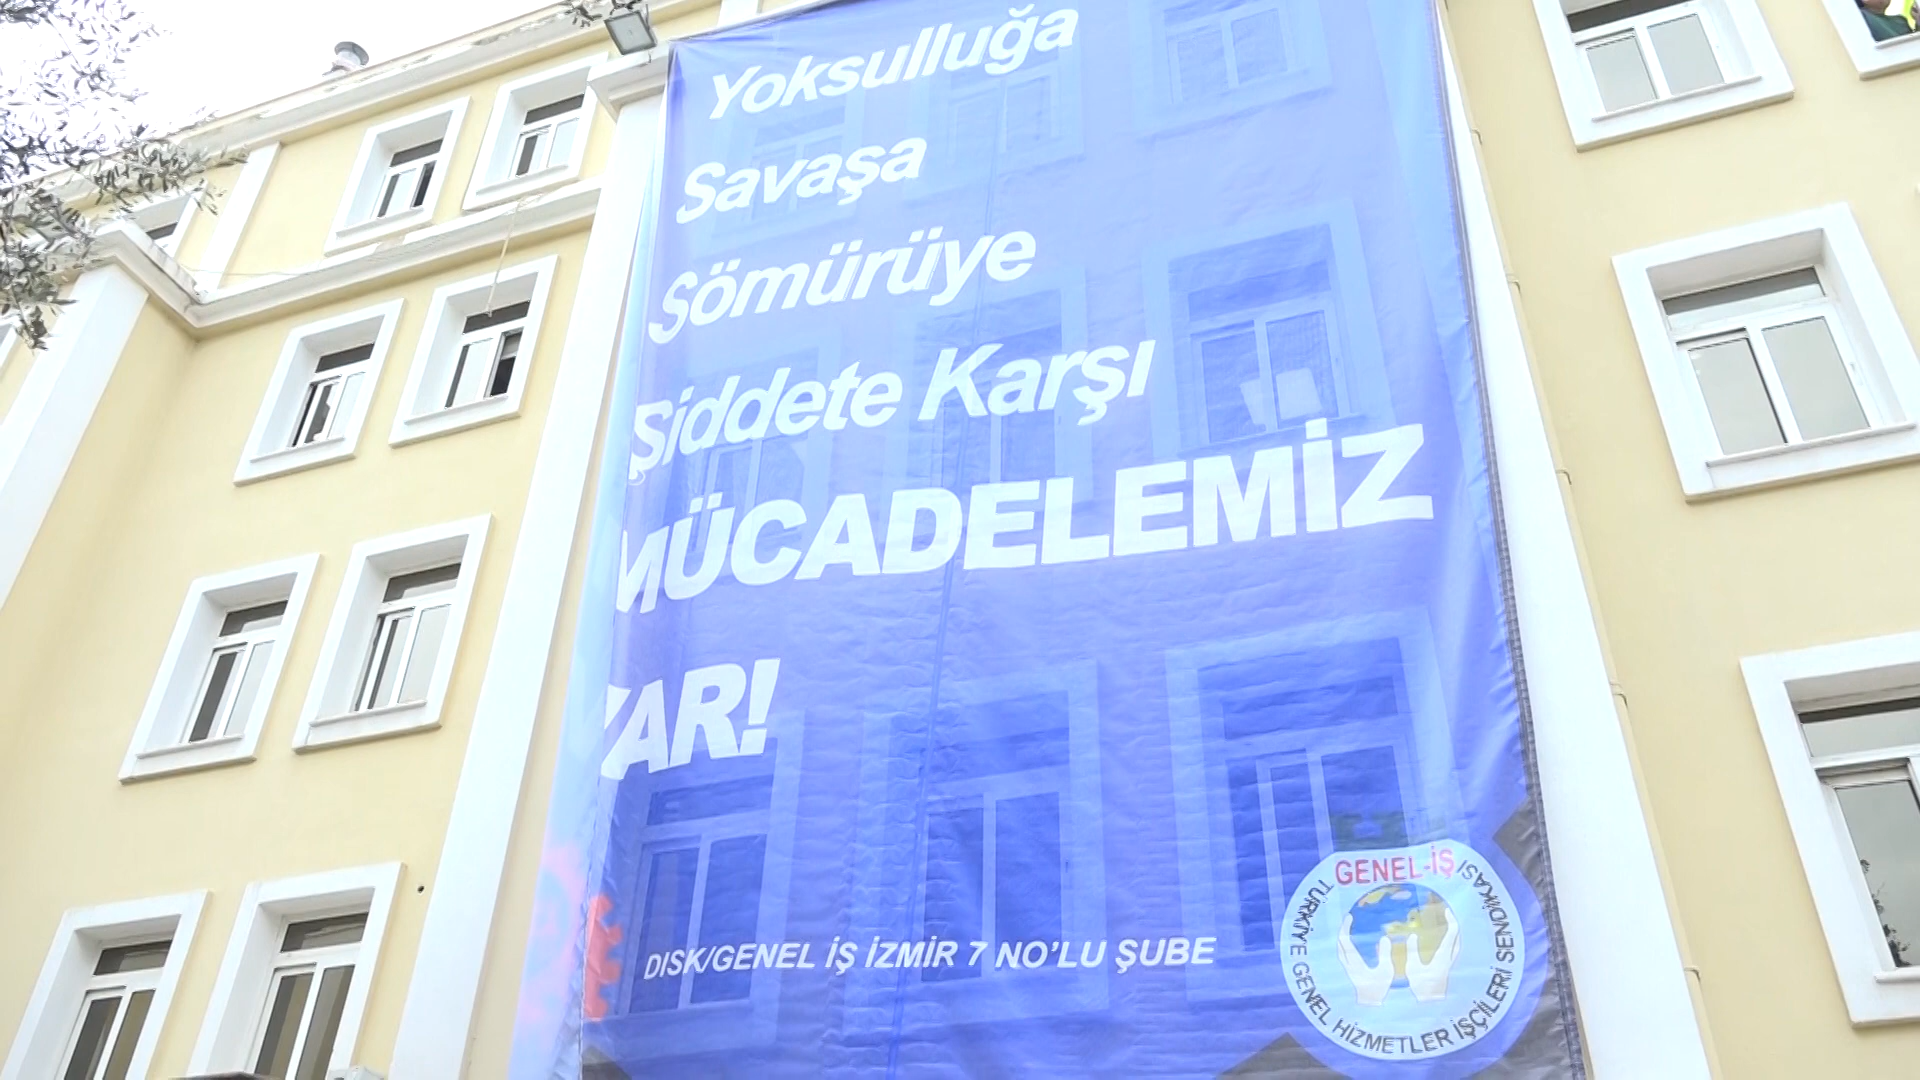 Yoksulluğa
Savaşa
Sömürüye
Şiddete Karşı
MÜCADELEMİZ
VAR!
DISK/GENEL İŞ İZMİR 7 NO'LU ŞUBE
GENEL-İŞ
TÜRKİYE GENEL HİZMETLER İŞÇİLERİ SENDİKASI